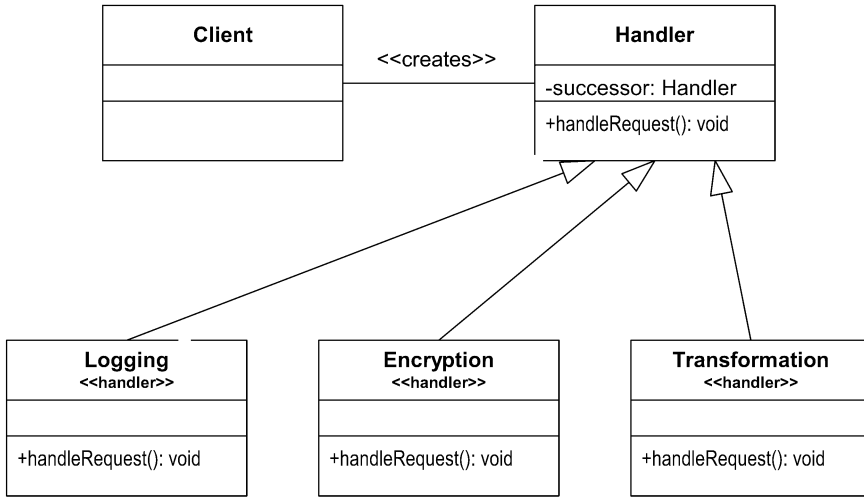 Client
<<creates>>
Handler
-successor: Handler
+handleRequest(): void
Logging
<<handler>>
+handleRequest(): void
Encryption
<<handler>>
+handleRequest(): void
Transformation
<<handler>>
+handleRequest(): void